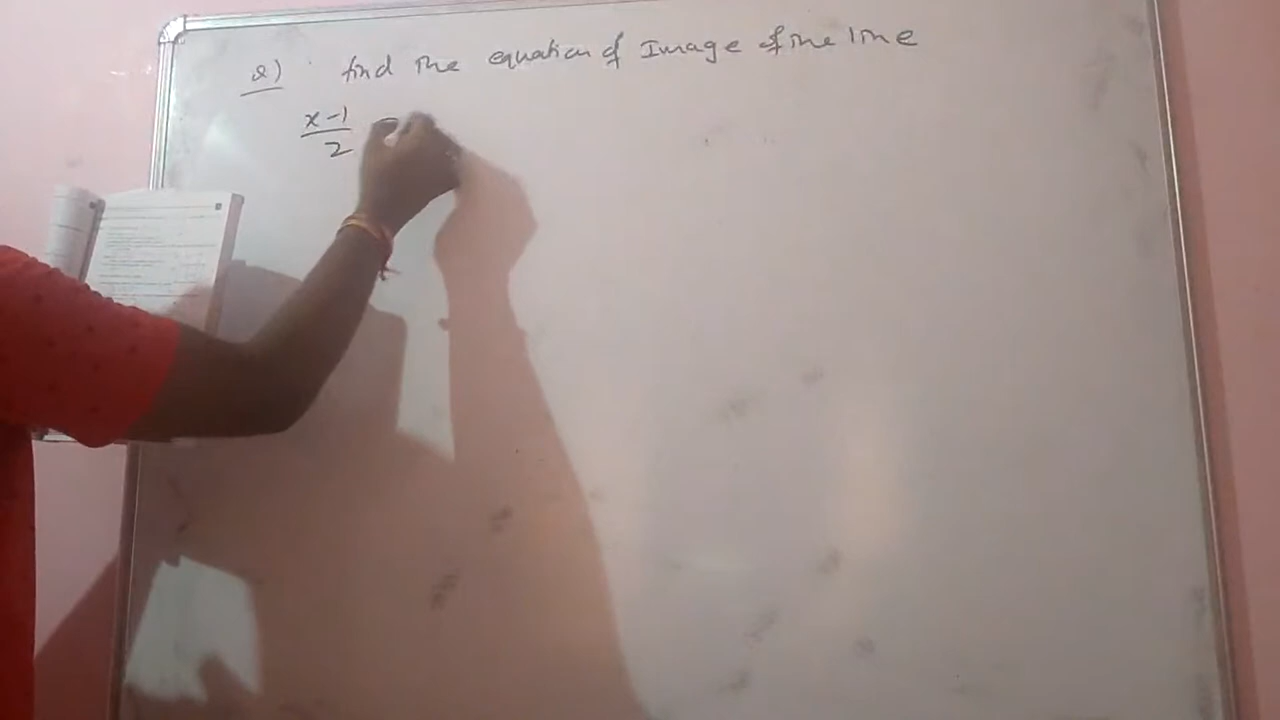 Q) find the equation of Image of the line
x-1/2 =